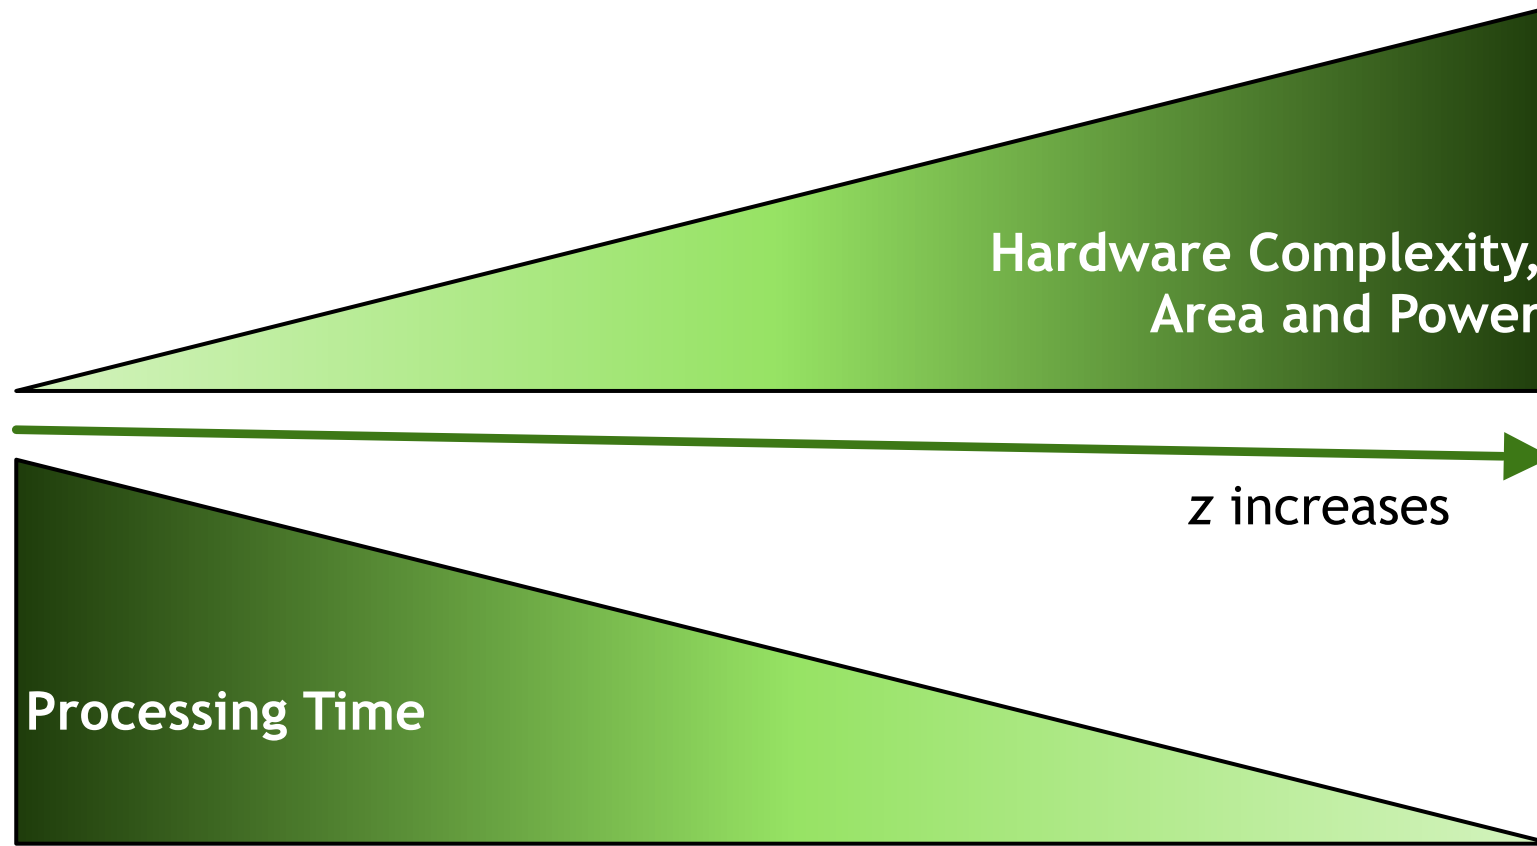 Hardware Complexity,
Area and Power
z increases
Processing Time